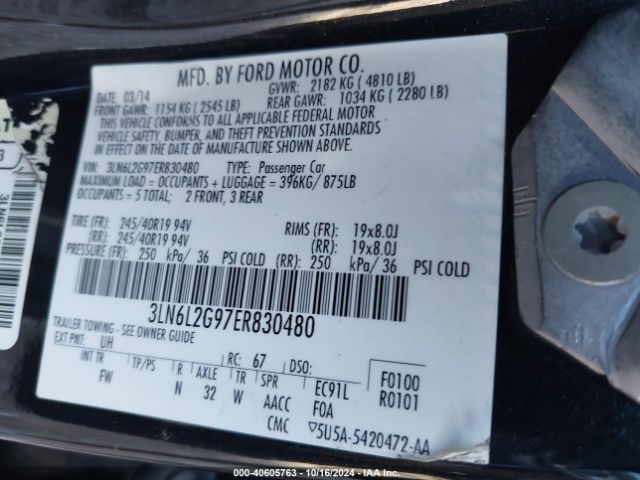 MFD. BY FORD MOTOR CO.
DATE: 03/14 GVWR: 2182 KG ( 4810 LB)
FRONT GAWR: 1154 KG ( 2545 LB) REAR GAWR: 1034 KG ( 2280 LB)
THIS VEHICLE CONFORMS TO ALL APPLICABLE FEDERAL MOTOR
VEHICLE SAFETY, BUMPER, AND THEFT PREVENTION STANDARDS
IN EFFECT ON THE DATE OF MANUFACTURE SHOWN ABOVE.
VIN: 3LN6L2G97ER830480 TYPE: Passenger Car
MAXIMUM LOAD = OCCUPANTS + LUGGAGE = 396KG/ 875LB
OCCUPANTS = 5 TOTAL; 2 FRONT, 3 REAR
TIRE (FR): 245/40R19 94V RIMS (FR): 19x8.0J
(RR): 245/40R19 94V (RR): 19x8.0J
PRESSURE (FR): 250 kPa/ 36 PSI COLD (RR): 250 kPa/ 36 PSI COLD
3LN6L2G97ER830480
TRAILER TOWING - SEE OWNER GUIDE
EXT PNT: UH RC: 67 DSO:
INT TR TP/PS R AXLE TR SPR EC91L F0100
FW N 32 W AACC F0A R0101
CMC 5U5A-5420472-AA
000-40605763 - 10/16/2024 - IAA Inc.